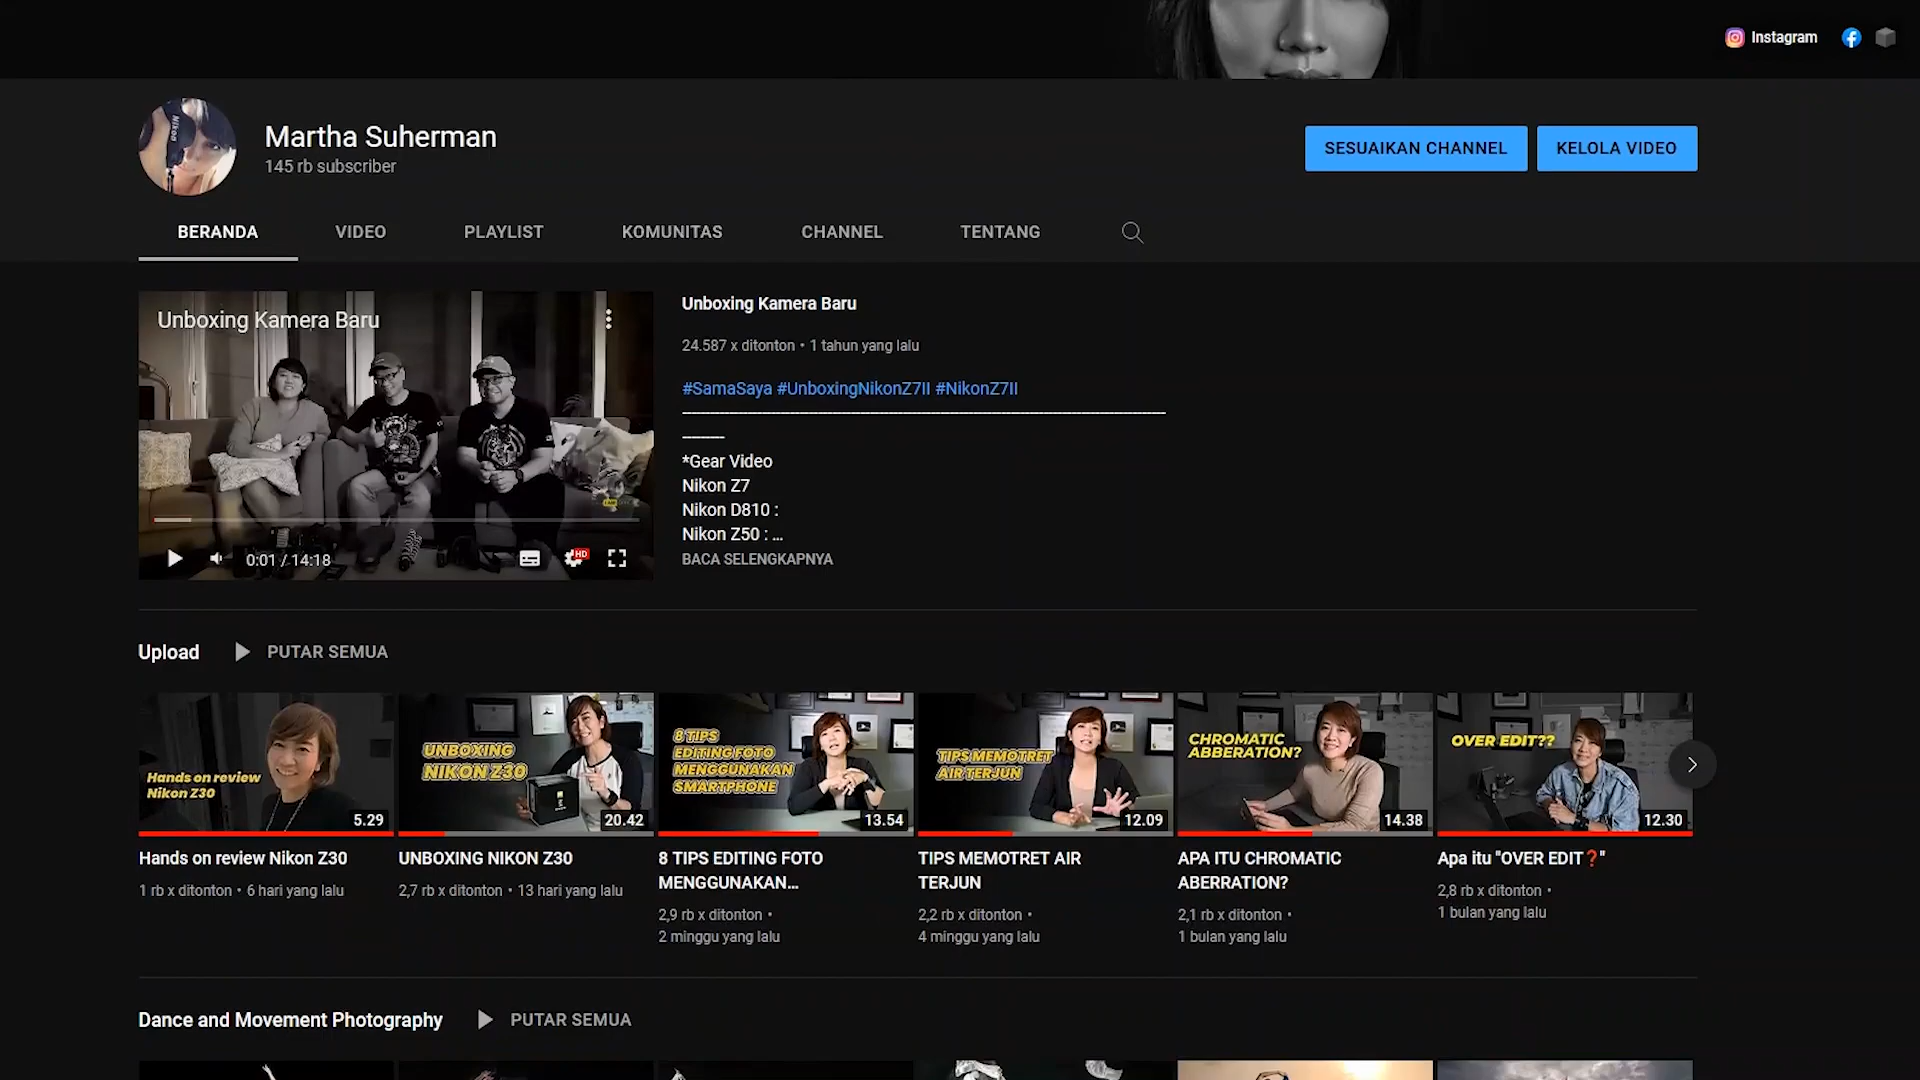 Instagram
Martha Suherman
145 rb subscriber
SESUAIKAN CHANNEL
KELOLA VIDEO
BERANDA
VIDEO
PLAYLIST
KOMUNITAS
CHANNEL
TENTANG
Unboxing Kamera Baru
0:01 / 14:18
HD
Unboxing Kamera Baru
24.587 x ditonton • 1 tahun yang lalu
#SamaSaya #UnboxingNikonZ7II #NikonZ7II
*Gear Video
Nikon Z7
Nikon D810 :
Nikon Z50 : ...
BACA SELENGKAPNYA
Upload
PUTAR SEMUA
Hands on review
Nikon Z30
5.29
Hands on review Nikon Z30
1 rb x ditonton • 6 hari yang lalu
UNBOXING
NIKON Z30
20.42
UNBOXING NIKON Z30
2,7 rb x ditonton • 13 hari yang lalu
8 TIPS
EDITING FOTO
MENGGUNAKAN
SMARTPHONE
13.54
8 TIPS EDITING FOTO
MENGGUNAKAN...
2,9 rb x ditonton •
2 minggu yang lalu
TIPS MEMOTRET
AIR TERJUN
12.09
TIPS MEMOTRET AIR
TERJUN
2,2 rb x ditonton •
4 minggu yang lalu
CHROMATIC
ABBERATION?
14.38
APA ITU CHROMATIC
ABERRATION?
2,1 rb x ditonton •
1 bulan yang lalu
OVER EDIT??
12.30
Apa itu "OVER EDIT❓"
2,8 rb x ditonton •
1 bulan yang lalu
Dance and Movement Photography
PUTAR SEMUA